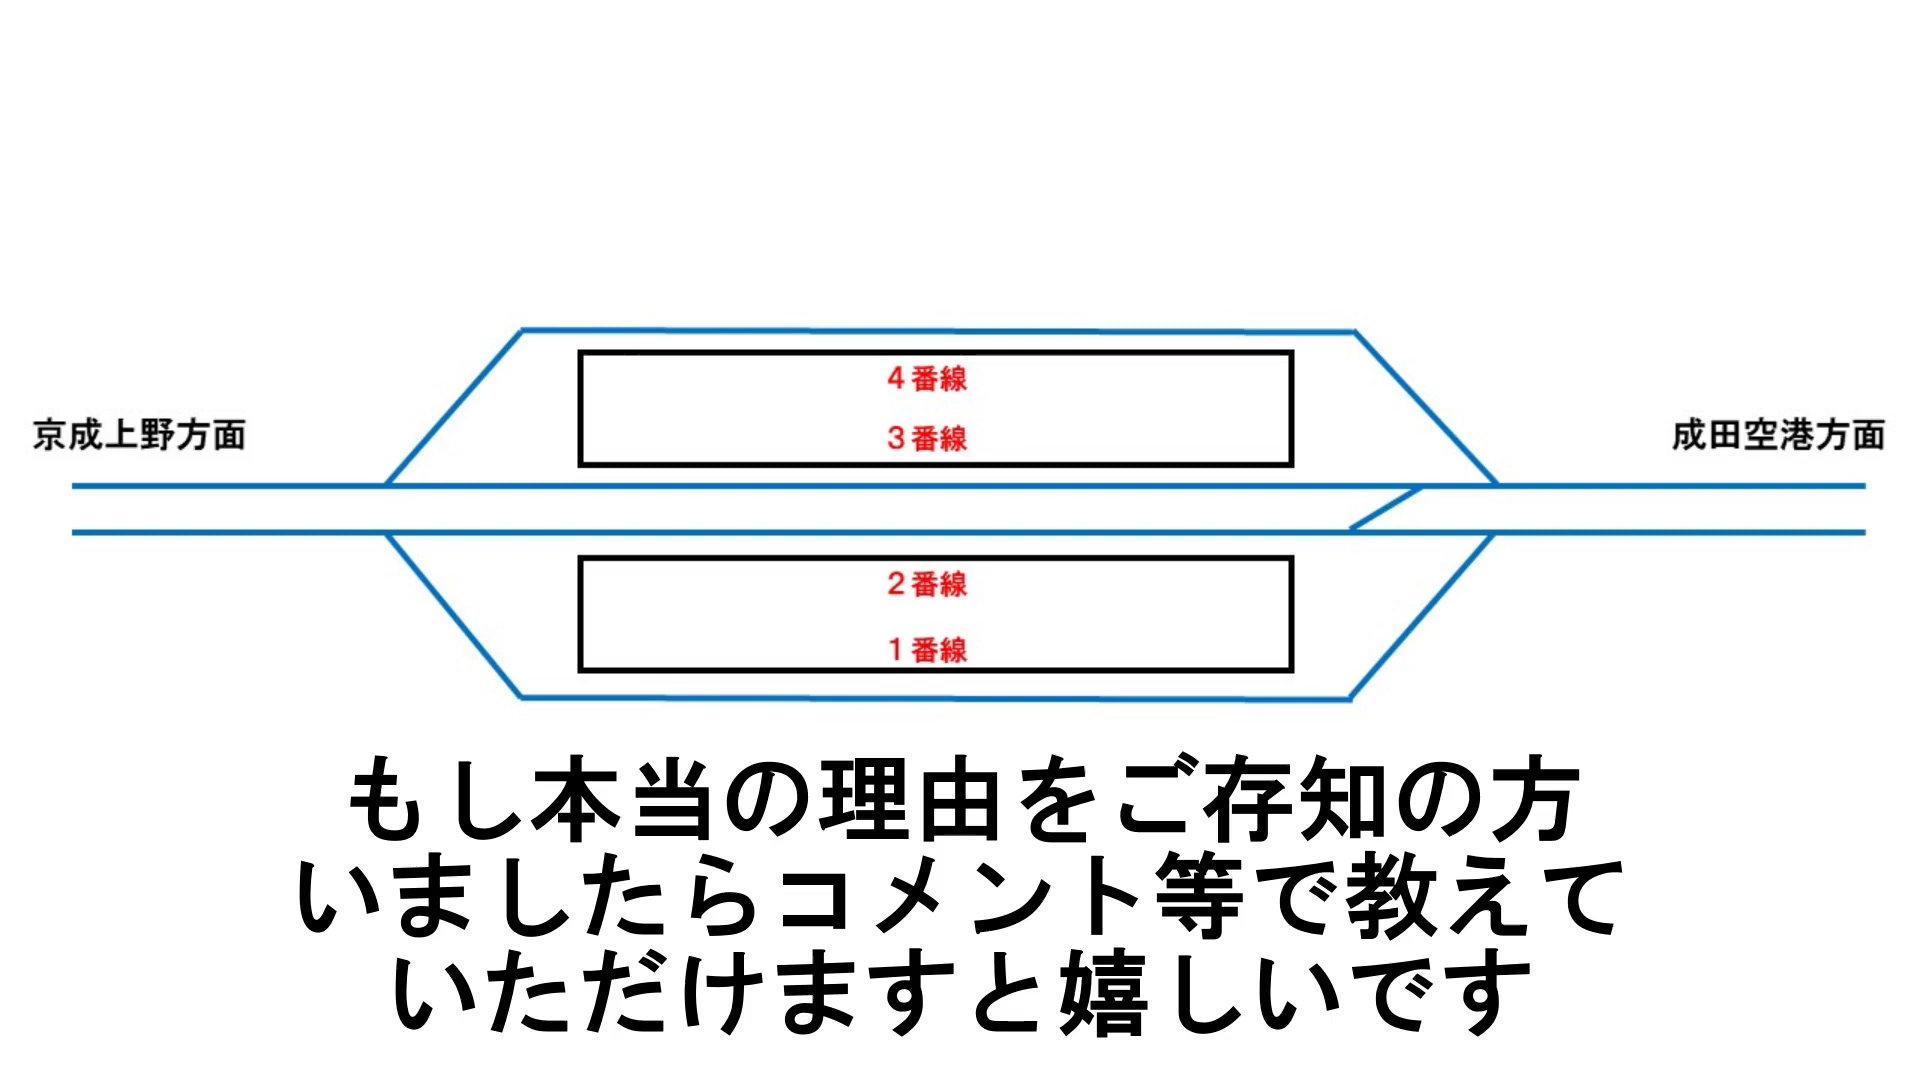 ４番線
３番線
京成上野方面
成田空港方面
２番線
１番線
もし本当の理由をご存知の方
いましたらコメント等で教えて
いただけますと嬉しいです